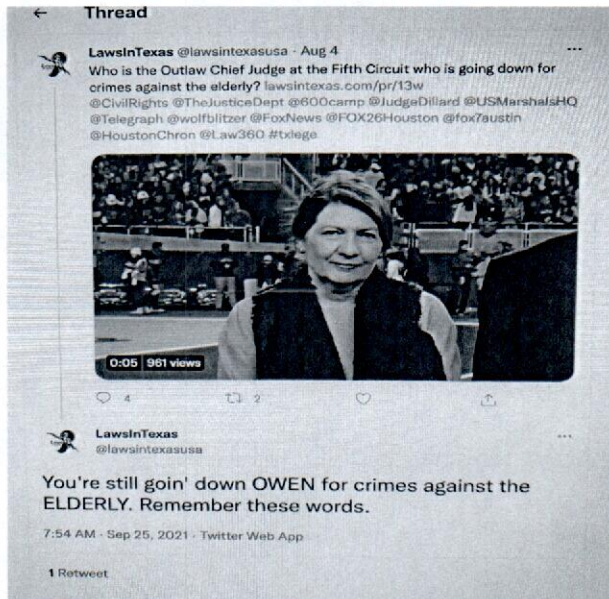 ← Thread
LawsInTexas @lawsintexasusa · Aug 4 ...
Who is the Outlaw Chief Judge at the Fifth Circuit who is going down for
crimes against the elderly? lawsintexas.com/pr/13w
@CivilRights @TheJusticeDept @600camp @JudgeDillard @USMarshalsHQ
@Telegraph @wolfblitzer @FoxNews @FOX26Houston @fox7austin
@HoustonChron @Law360 #txlege
0:05 961 views
4 2
LawsInTexas ...
@lawsintexasusa
You're still goin' down OWEN for crimes against the
ELDERLY. Remember these words.
7:54 AM · Sep 25, 2021 · Twitter Web App
1 Retweet